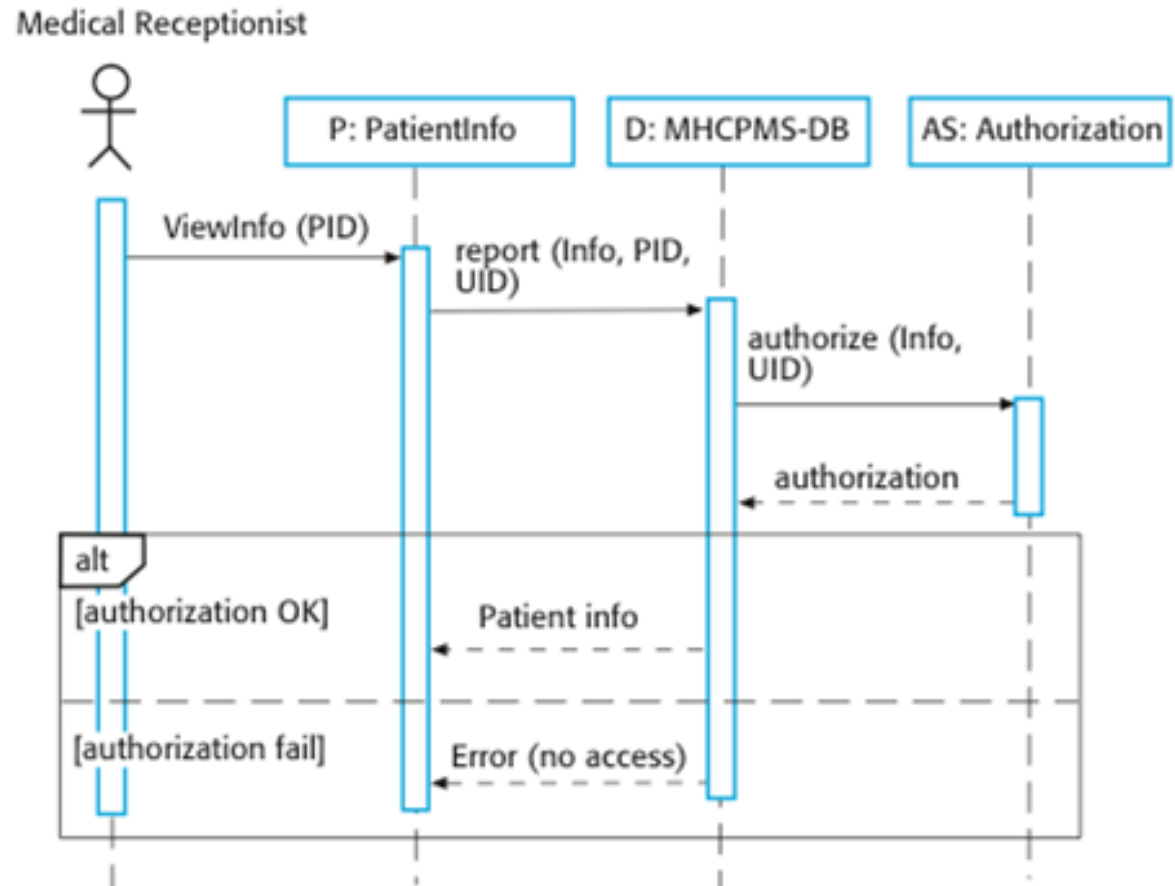 Medical Receptionist
P: PatientInfo
D: MHCPMS-DB
AS: Authorization
ViewInfo (PID)
report (Info, PID,
UID)
authorize (Info,
UID)
authorization
alt
[authorization OK]
Patient info
[authorization fail]
Error (no access)